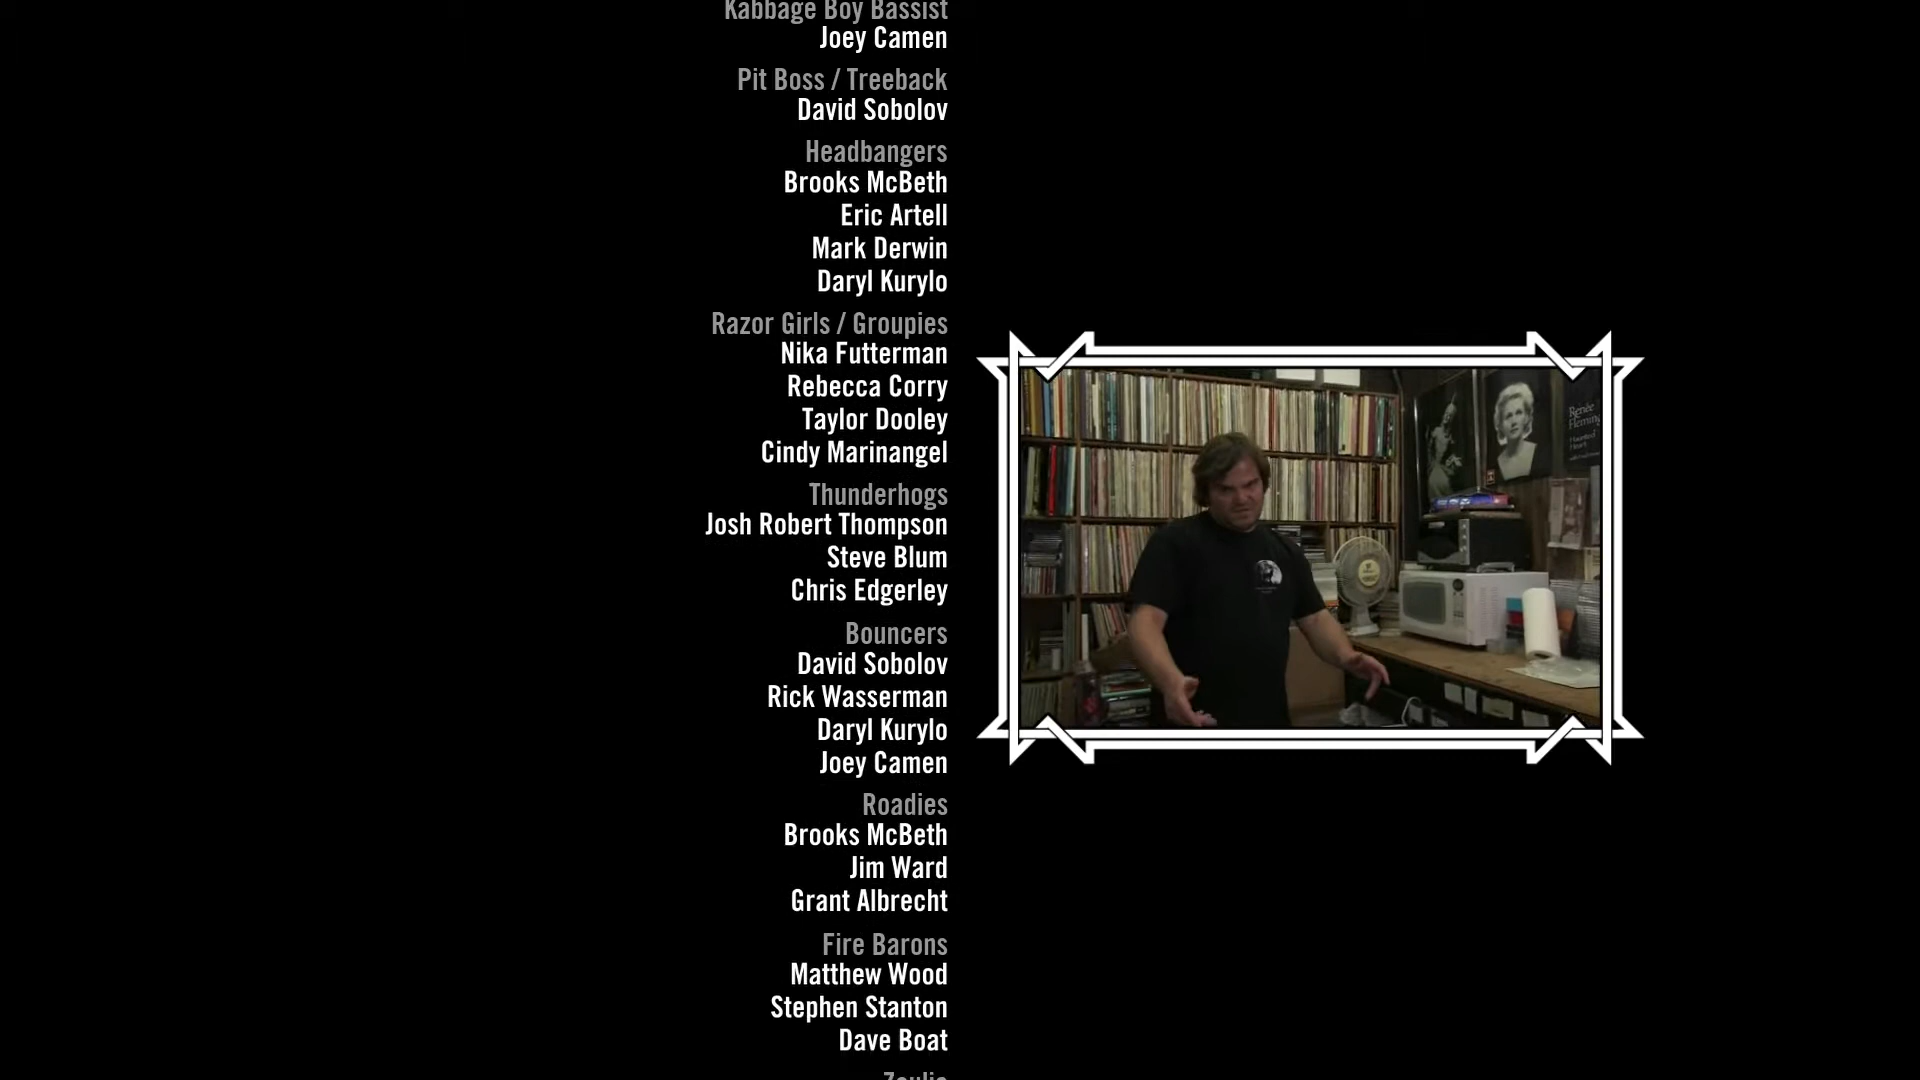 Kabbage Boy Bassist
Joey Camen
Pit Boss / Treeback
David Sobolov
Headbangers
Brooks McBeth
Eric Artell
Mark Derwin
Daryl Kurylo
Razor Girls / Groupies
Nika Futterman
Rebecca Corry
Taylor Dooley
Cindy Marinangel
Thunderhogs
Josh Robert Thompson
Steve Blum
Chris Edgerley
Bouncers
David Sobolov
Rick Wasserman
Daryl Kurylo
Joey Camen
Roadies
Brooks McBeth
Jim Ward
Grant Albrecht
Fire Barons
Matthew Wood
Stephen Stanton
Dave Boat
Renée
Fleming